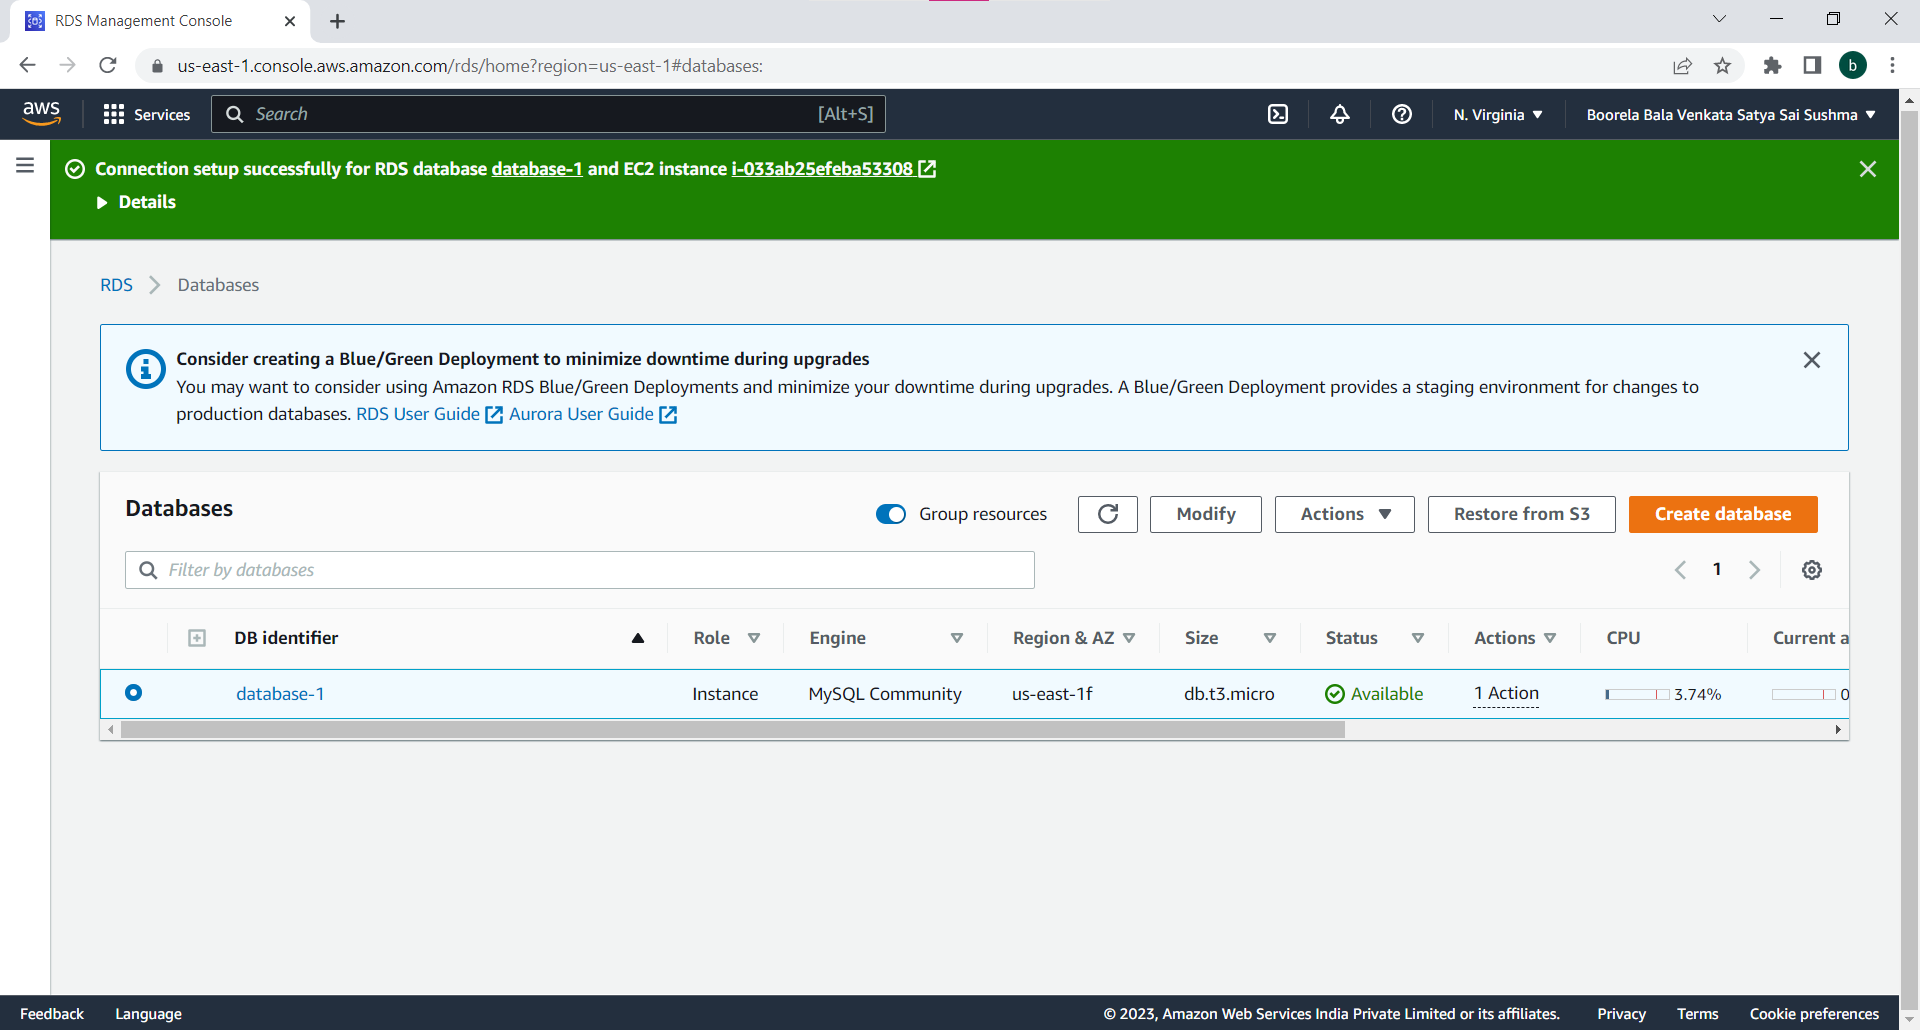 RDS Management Console
us-east-1.console.aws.amazon.com/rds/home?region=us-east-1#databases:
b
aws
Services
Search
[Alt+S]
N. Virginia
Boorela Bala Venkata Satya Sai Sushma
Connection setup successfully for RDS database database-1 and EC2 instance i-033ab25efeba53308
Details
RDS
Databases
Consider creating a Blue/Green Deployment to minimize downtime during upgrades
You may want to consider using Amazon RDS Blue/Green Deployments and minimize your downtime during upgrades. A Blue/Green Deployment provides a staging environment for changes to
production databases. RDS User Guide Aurora User Guide
Databases
Group resources
Modify
Actions
Restore from S3
Create database
Filter by databases
1
DB identifier
Role
Engine
Region & AZ
Size
Status
Actions
CPU
Current a
database-1
Instance
MySQL Community
us-east-1f
db.t3.micro
Available
1 Action
3.74%
0
Feedback
Language
© 2023, Amazon Web Services India Private Limited or its affiliates.
Privacy
Terms
Cookie preferences